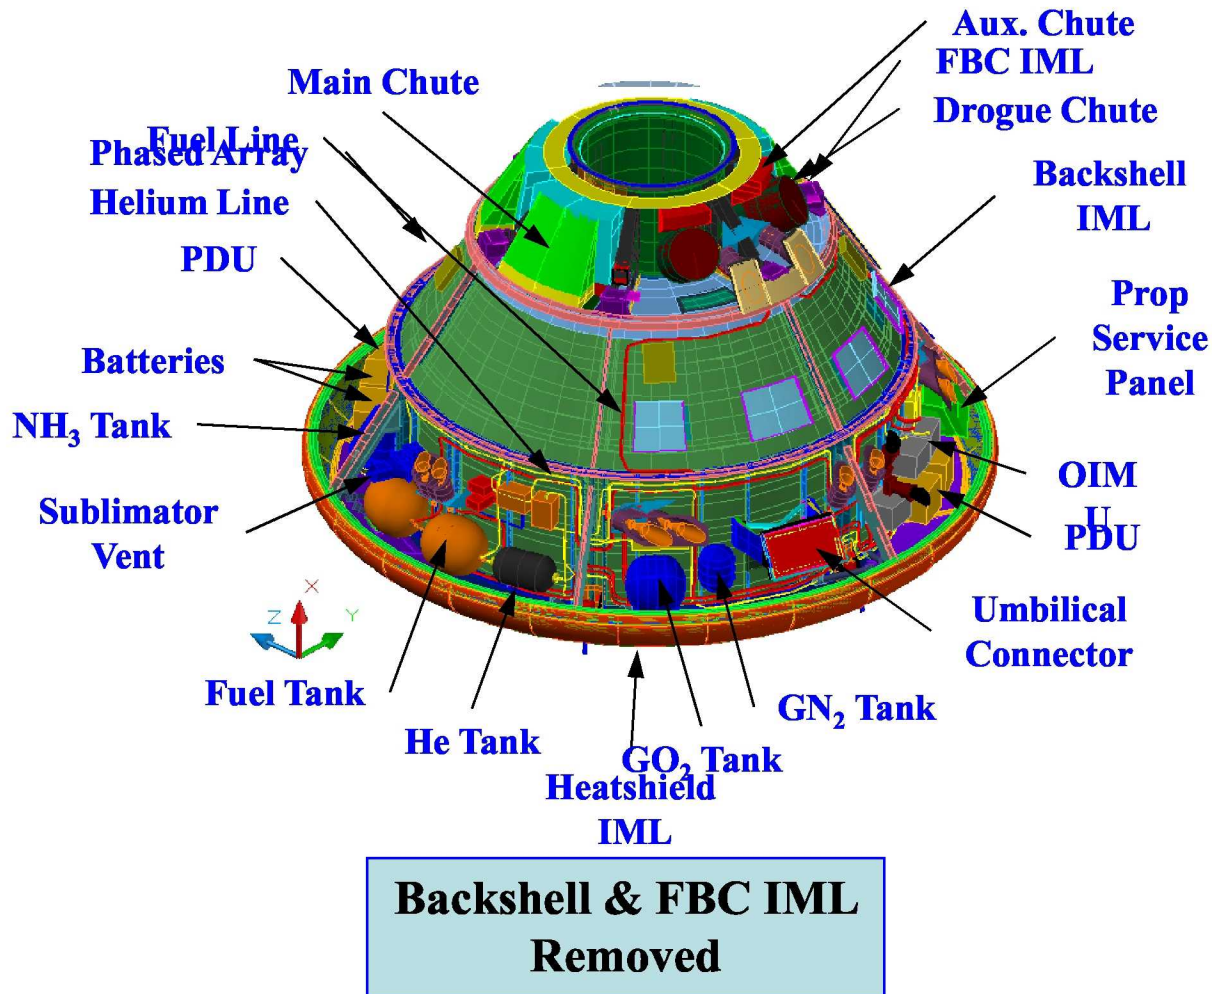 Aux. Chute
FBC IML
Main Chute
Drogue Chute
Fuel Line
Phased Array
Backshell
IML
Helium Line
PDU
Prop
Service
Panel
Batteries
NH₃ Tank
OIM
U
Sublimator
Vent
PDU
X
Z
Y
Umbilical
Connector
Fuel Tank
GN₂ Tank
He Tank
GO₂ Tank
Heatshield
IML
Backshell & FBC IML
Removed